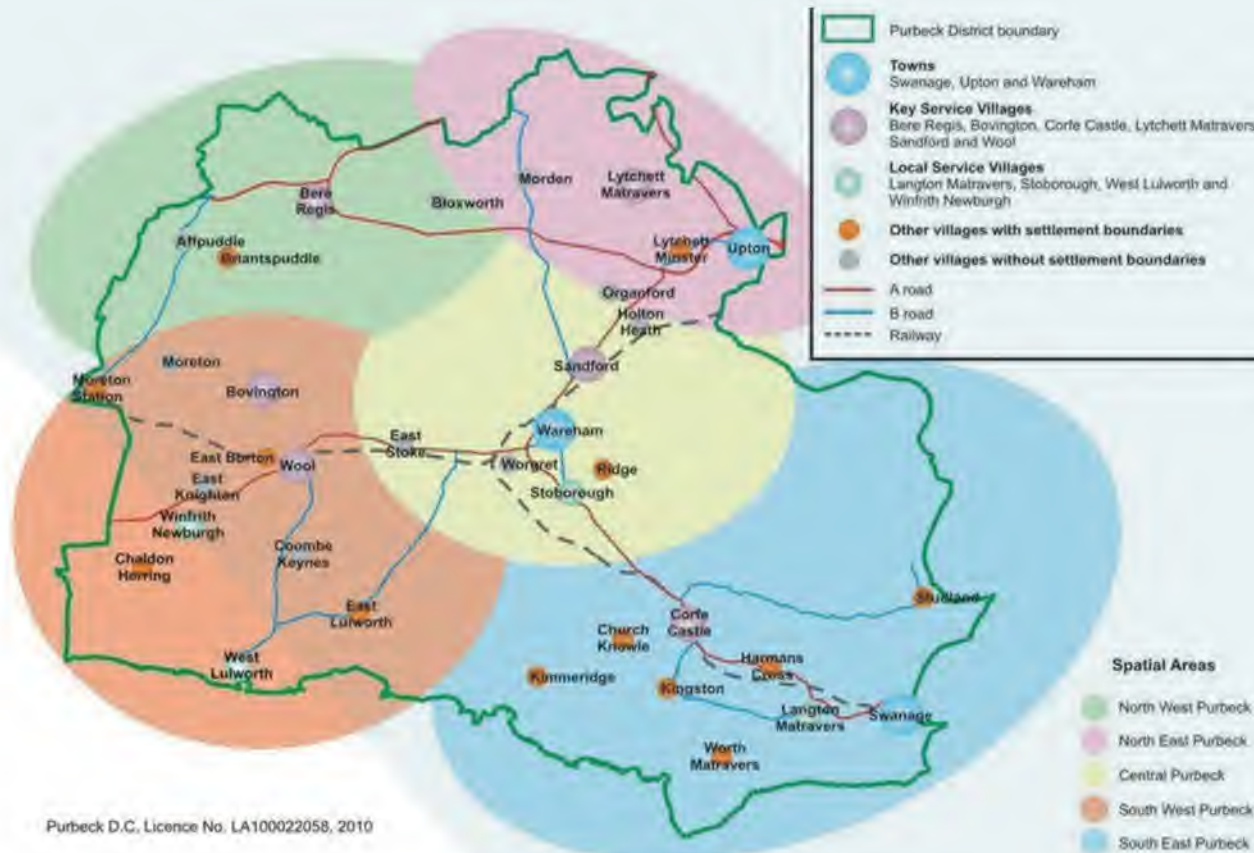 Purbeck District boundary
Towns
Swanage, Upton and Wareham
Key Service Villages
Bere Regis, Bovington, Corfe Castle, Lytchett Matravers
Sandford and Wool
Local Service Villages
Langton Matravers, Stoborough, West Lulworth and
Winfrith Newburgh
Other villages with settlement boundaries
Other villages without settlement boundaries
A road
B road
Railway
Morden
Lytchett
Matravers
Bere
Regis
Bloxworth
Affpuddle
Briantspuddle
Lytchett
Minster
Upton
Organford
Holton
Heath
Moreton
Sandford
Moreton
Station
Bovington
Wareham
East
Stoke
East Burton
Wool
Worgret
Ridge
East
Knighton
Stoborough
Winfrith
Newburgh
Coombe
Keynes
Chaldon
Herring
Studland
East
Lulworth
Corfe
Castle
Church
Knowle
West
Lulworth
Harmans
Cross
Kimmeridge
Kingston
Langton
Matravers
Swanage
Worth
Matravers
Spatial Areas
North West Purbeck
North East Purbeck
Central Purbeck
South West Purbeck
South East Purbeck
Purbeck D.C. Licence No. LA100022058, 2010